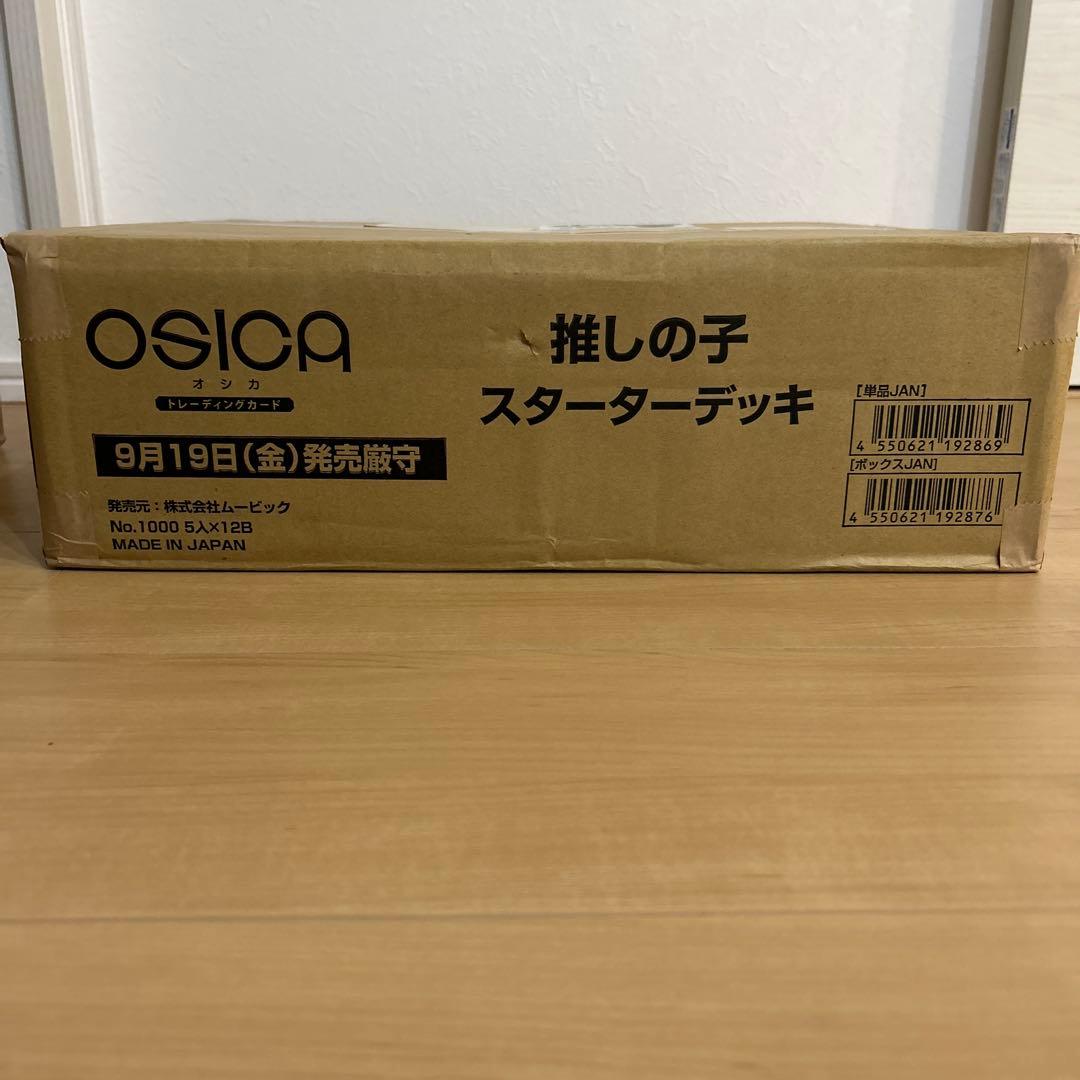 OSICA
オシカ
トレーディングカード
9月19日(金)発売厳守
発売元:株式会社ムービック
No.1000 5入×12B
MADE IN JAPAN
推しの子
スターターデッキ
[単品JAN]
4 550621 192869
[ボックスJAN]
4 550621 192876